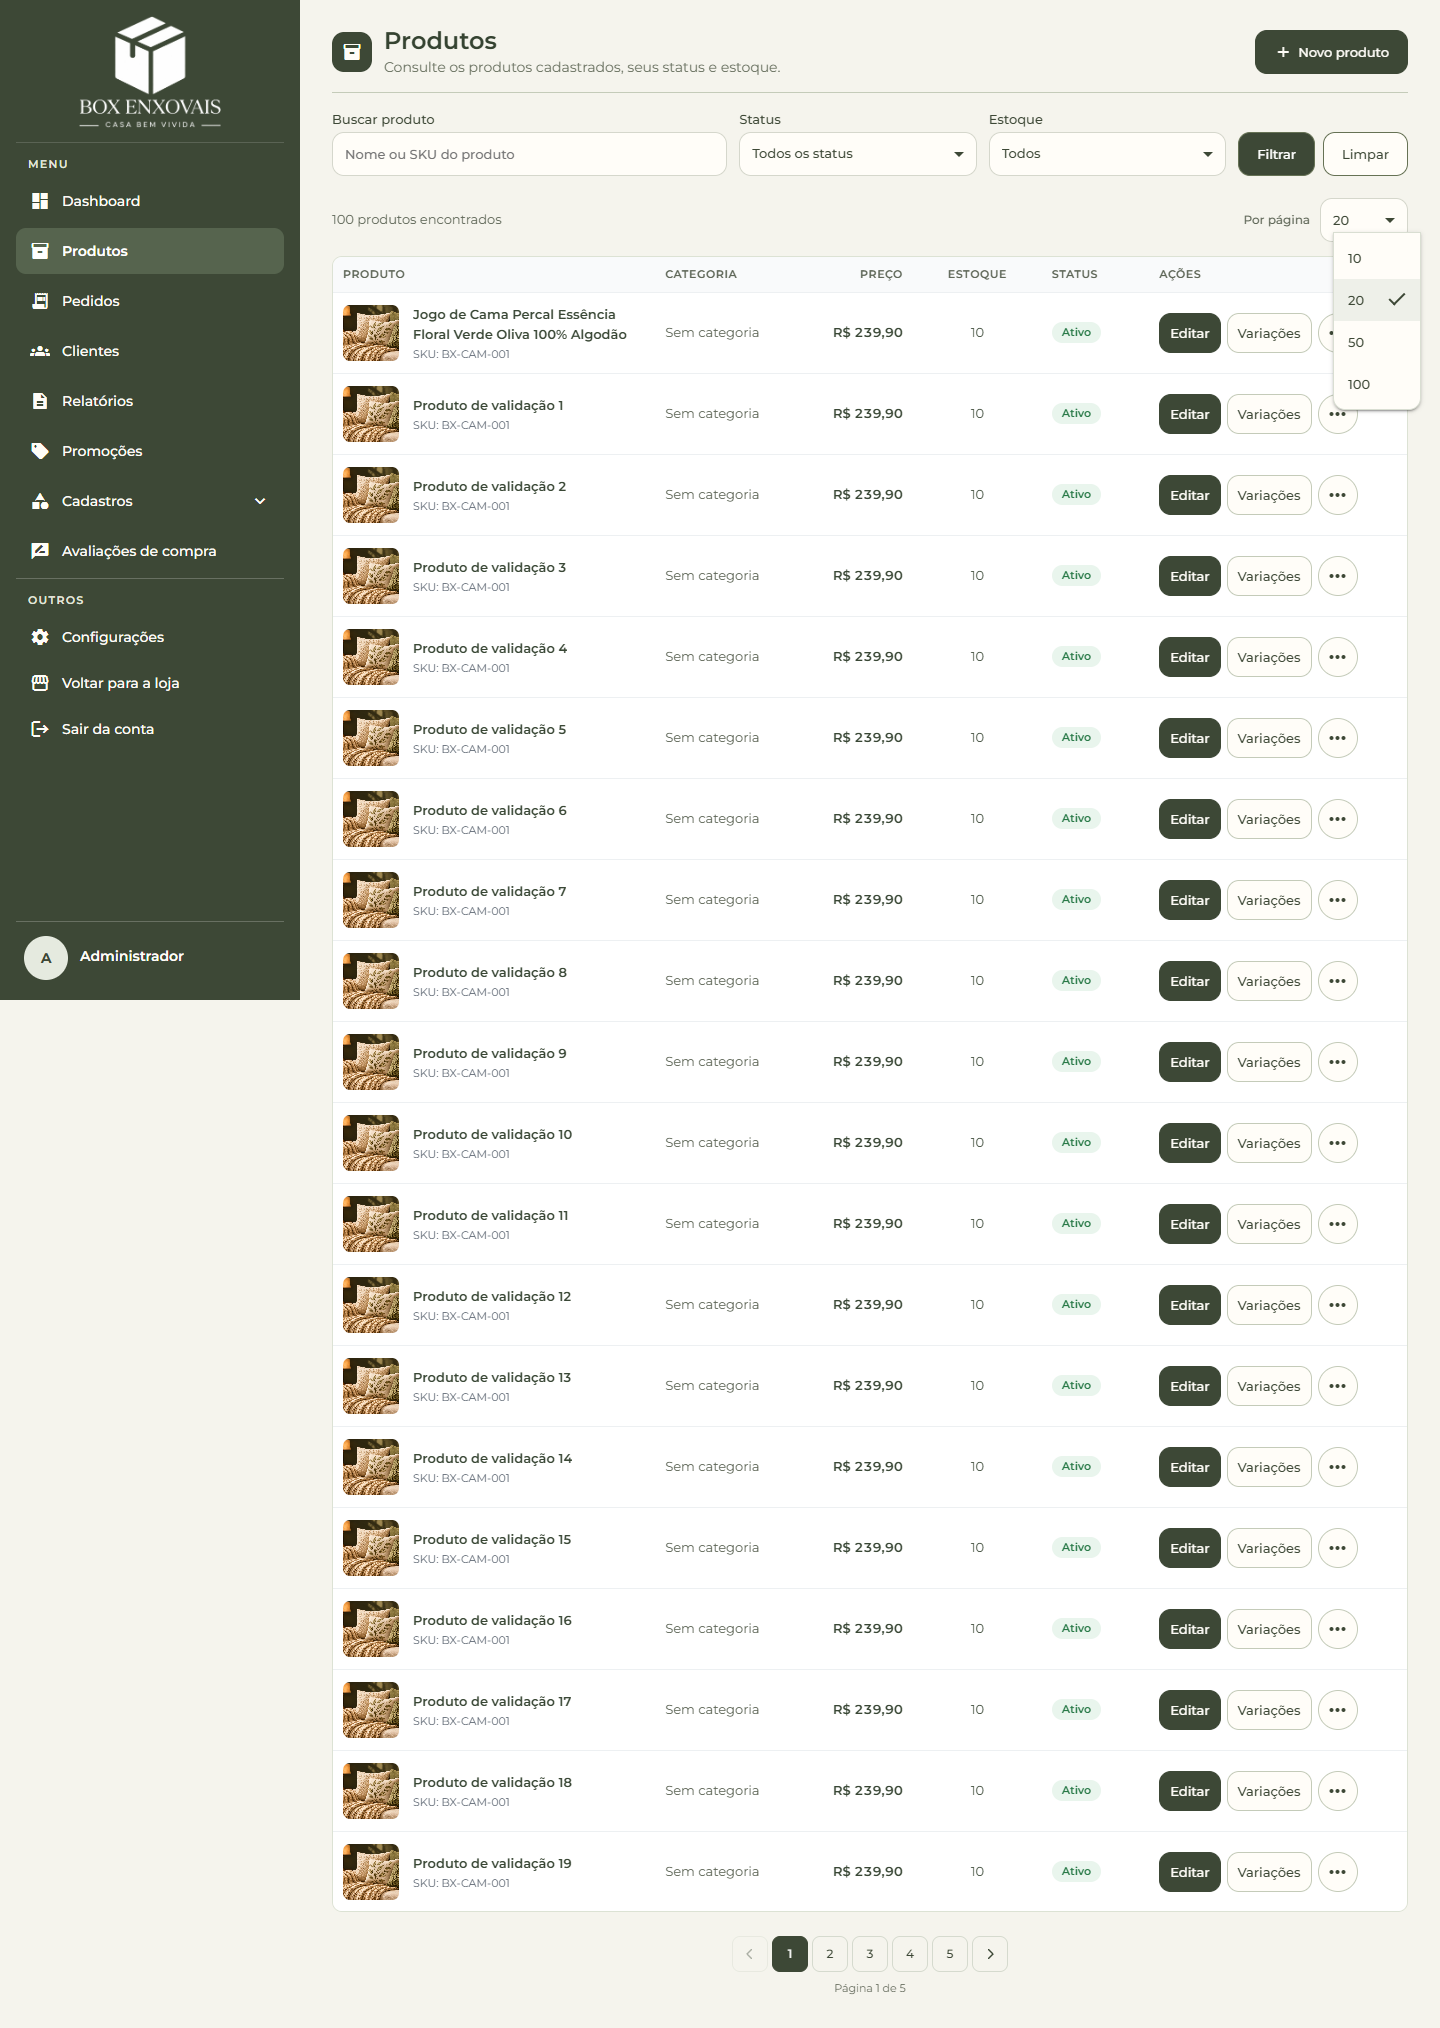 BOX ENXOVAIS
CASA BEM VIVIDA
MENU
Dashboard
Produtos
Pedidos
Clientes
Relatórios
Promoções
Cadastros
Avaliações de compra
OUTROS
Configurações
Voltar para a loja
Sair da conta
A
Administrador
Produtos
Consulte os produtos cadastrados, seus status e estoque.
+ Novo produto
Buscar produto
Nome ou SKU do produto
Status
Todos os status
Estoque
Todos
Filtrar
Limpar
100 produtos encontrados
Por página
20
10
20
50
100
PRODUTO CATEGORIA PREÇO ESTOQUE STATUS AÇÕES
Jogo de Cama Percal Essência
Floral Verde Oliva 100% Algodão
SKU: BX-CAM-001
Sem categoria R$ 239,90 10 Ativo Editar Variações
Produto de validação 1
SKU: BX-CAM-001
Sem categoria R$ 239,90 10 Ativo Editar Variações •••
Produto de validação 2
SKU: BX-CAM-001
Sem categoria R$ 239,90 10 Ativo Editar Variações •••
Produto de validação 3
SKU: BX-CAM-001
Sem categoria R$ 239,90 10 Ativo Editar Variações •••
Produto de validação 4
SKU: BX-CAM-001
Sem categoria R$ 239,90 10 Ativo Editar Variações •••
Produto de validação 5
SKU: BX-CAM-001
Sem categoria R$ 239,90 10 Ativo Editar Variações •••
Produto de validação 6
SKU: BX-CAM-001
Sem categoria R$ 239,90 10 Ativo Editar Variações •••
Produto de validação 7
SKU: BX-CAM-001
Sem categoria R$ 239,90 10 Ativo Editar Variações •••
Produto de validação 8
SKU: BX-CAM-001
Sem categoria R$ 239,90 10 Ativo Editar Variações •••
Produto de validação 9
SKU: BX-CAM-001
Sem categoria R$ 239,90 10 Ativo Editar Variações •••
Produto de validação 10
SKU: BX-CAM-001
Sem categoria R$ 239,90 10 Ativo Editar Variações •••
Produto de validação 11
SKU: BX-CAM-001
Sem categoria R$ 239,90 10 Ativo Editar Variações •••
Produto de validação 12
SKU: BX-CAM-001
Sem categoria R$ 239,90 10 Ativo Editar Variações •••
Produto de validação 13
SKU: BX-CAM-001
Sem categoria R$ 239,90 10 Ativo Editar Variações •••
Produto de validação 14
SKU: BX-CAM-001
Sem categoria R$ 239,90 10 Ativo Editar Variações •••
Produto de validação 15
SKU: BX-CAM-001
Sem categoria R$ 239,90 10 Ativo Editar Variações •••
Produto de validação 16
SKU: BX-CAM-001
Sem categoria R$ 239,90 10 Ativo Editar Variações •••
Produto de validação 17
SKU: BX-CAM-001
Sem categoria R$ 239,90 10 Ativo Editar Variações •••
Produto de validação 18
SKU: BX-CAM-001
Sem categoria R$ 239,90 10 Ativo Editar Variações •••
Produto de validação 19
SKU: BX-CAM-001
Sem categoria R$ 239,90 10 Ativo Editar Variações •••
1 2 3 4 5
Página 1 de 5